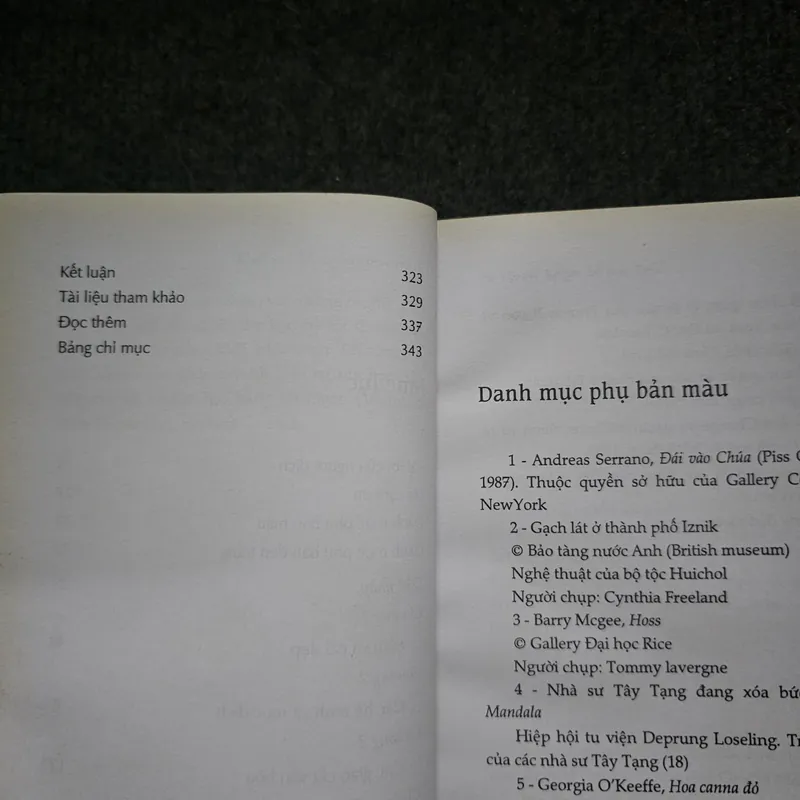 Kết luận 323
Tài liệu tham khảo 329
Đọc thêm 337
Bảng chỉ mục 343
Danh mục phụ bản màu
1 - Andreas Serrano, Đái vào Chúa (Piss
1987). Thuộc quyền sở hữu của Gallery
NewYork
2 - Gạch lát ở thành phố Iznik
© Bảo tàng nước Anh (British museum)
Nghệ thuật của bộ tộc Huichol
Người chụp: Cynthia Freeland
3 - Barry Mcgee, Hoss
© Gallery Đại học Rice
Người chụp: Tommy lavergne
4 - Nhà sư Tây Tạng đang xóa
Mandala
Hiệp hội tu viện Deprung Loseling.
của các nhà sư Tây Tạng (18)
5 - Georgia O'Keeffe, Hoa canna đỏ